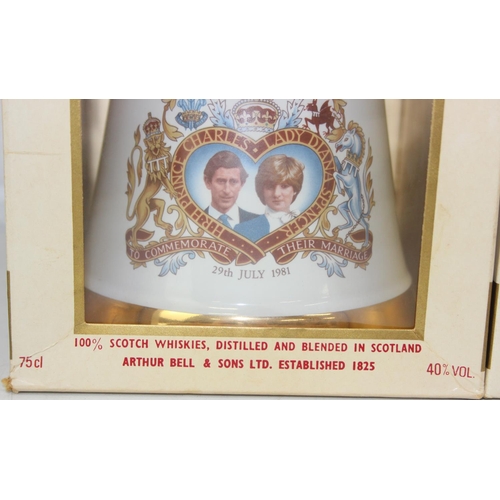 H.R.H. PRINCE CHARLES · LADY DIANA SPENCER
TO COMMEMORATE THEIR MARRIAGE
29th JULY 1981
100% SCOTCH WHISKIES, DISTILLED AND BLENDED IN SCOTLAND
75cl ARTHUR BELL & SONS LTD. ESTABLISHED 1825 40% VOL.